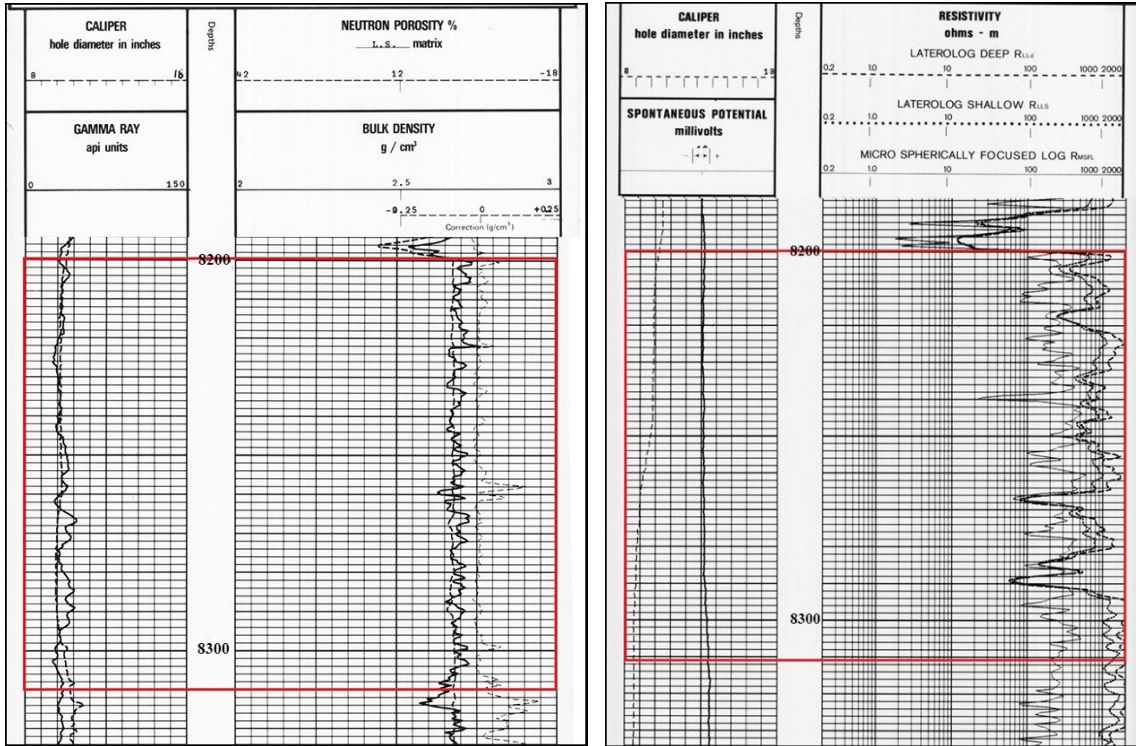 CALIPER
hole diameter in inches
8 16
GAMMA RAY
api units
0 150
Depths
NEUTRON POROSITY %
L.S. matrix
42 12 -18
BULK DENSITY
g / cm³
2 2.5 3
-0.25 0 +0.25
Correction (g/cm³)
8200
8300
CALIPER
hole diameter in inches
8 18
SPONTANEOUS POTENTIAL
millivolts
- +
Depths
RESISTIVITY
ohms - m
LATEROLOG DEEP RLLd
0.2 1.0 10 100 1000 2000
LATEROLOG SHALLOW RLLS
0.2 1.0 10 100 1000 2000
MICRO SPHERICALLY FOCUSED LOG RMSFL
0.2 1.0 10 100 1000 2000
8200
8300